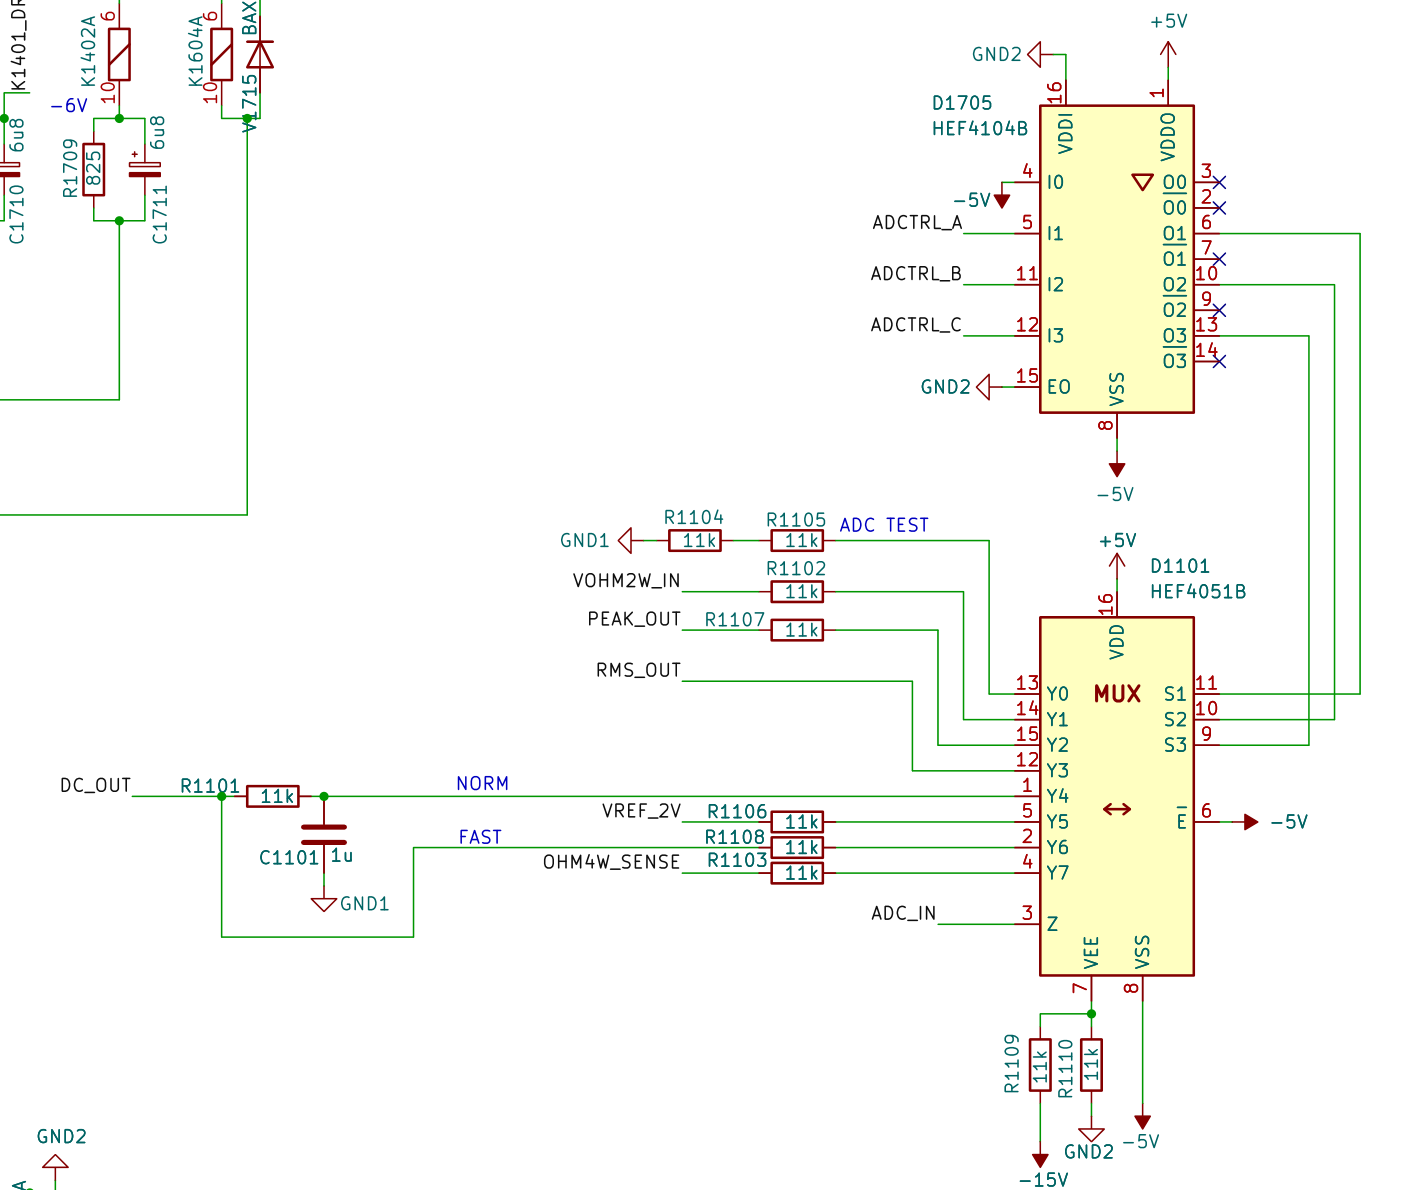 K1401_DR
K1402A
6
10
K1604A
6
10
BAX
V1715
-6V
6u8
C1710
R1709
825
6u8
C1711
+
+5V
GND2
D1705
HEF4104B
16
1
VDDI
VDDO
4
I0
-5V
ADCTRL_A
5
I1
ADCTRL_B
11
I2
ADCTRL_C
12
I3
GND2
15
EO
O0
3
O0
2
O1
6
O1
7
O2
10
O2
9
O3
13
O3
14
VSS
8
-5V
GND1
R1104
11k
R1105
11k
ADC TEST
VOHM2W_IN
R1102
11k
PEAK_OUT
R1107
11k
RMS_OUT
+5V
D1101
HEF4051B
16
VDD
MUX
13
Y0
S1
11
14
Y1
S2
10
15
Y2
S3
9
12
Y3
DC_OUT
R1101
11k
NORM
1
Y4
VREF_2V
R1106
11k
5
Y5
E
6
-5V
FAST
R1108
11k
2
Y6
OHM4W_SENSE
R1103
11k
4
Y7
C1101
1u
GND1
ADC_IN
3
Z
VEE
VSS
7
8
R1109
11k
R1110
11k
-15V
GND2
-5V
GND2
A